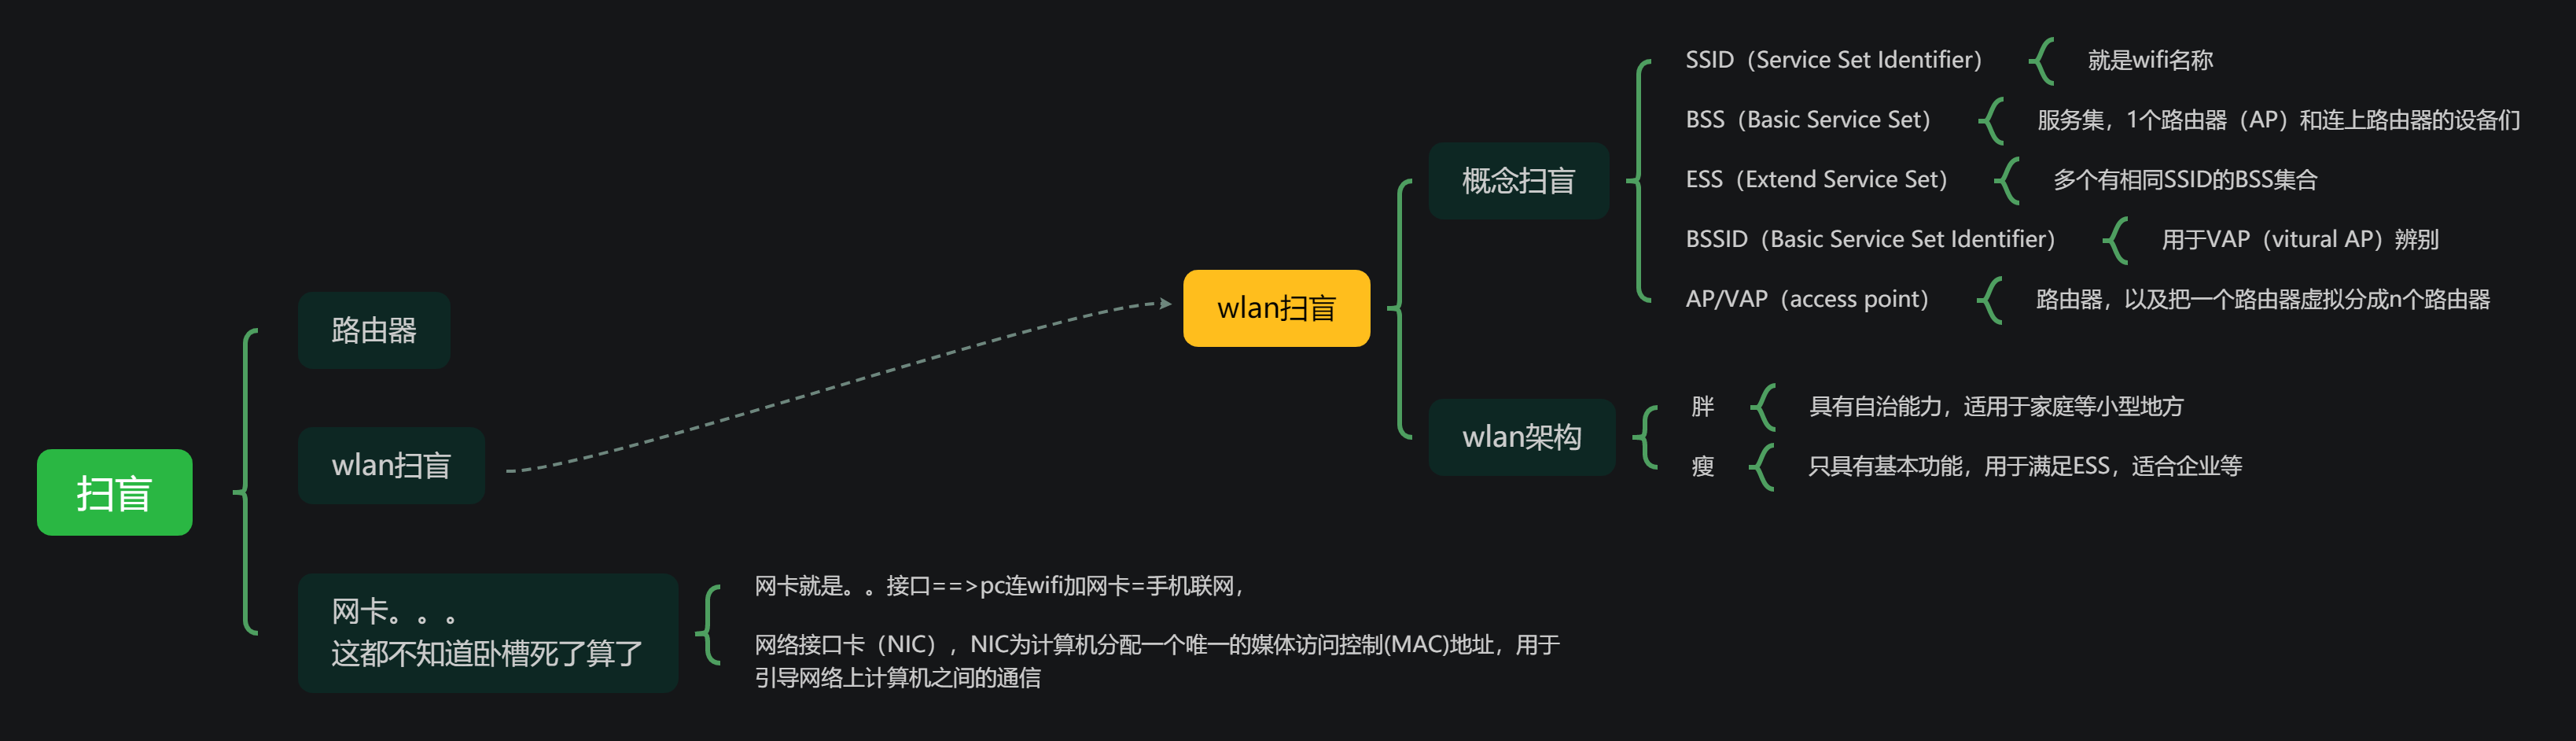 扫盲
路由器
wlan扫盲
网卡。。。
这都不知道卧槽死了算了
网卡就是。。接口==>pc连wifi加网卡=手机联网，
网络接口卡（NIC），NIC为计算机分配一个唯一的媒体访问控制(MAC)地址，用于
引导网络上计算机之间的通信
wlan扫盲
概念扫盲
SSID（Service Set Identifier）
就是wifi名称
BSS（Basic Service Set）
服务集，1个路由器（AP）和连上路由器的设备们
ESS（Extend Service Set）
多个有相同SSID的BSS集合
BSSID（Basic Service Set Identifier）
用于VAP（vitural AP）辨别
AP/VAP（access point）
路由器，以及把一个路由器虚拟分成n个路由器
wlan架构
胖
具有自治能力，适用于家庭等小型地方
瘦
只具有基本功能，用于满足ESS，适合企业等